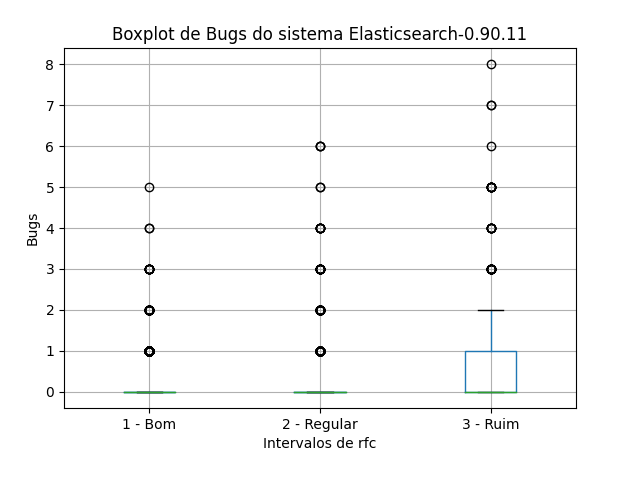 Boxplot de Bugs do sistema Elasticsearch-0.90.11
8
7
6
5
4
3
2
1
0
Bugs
1 - Bom
2 - Regular
3 - Ruim
Intervalos de rfc